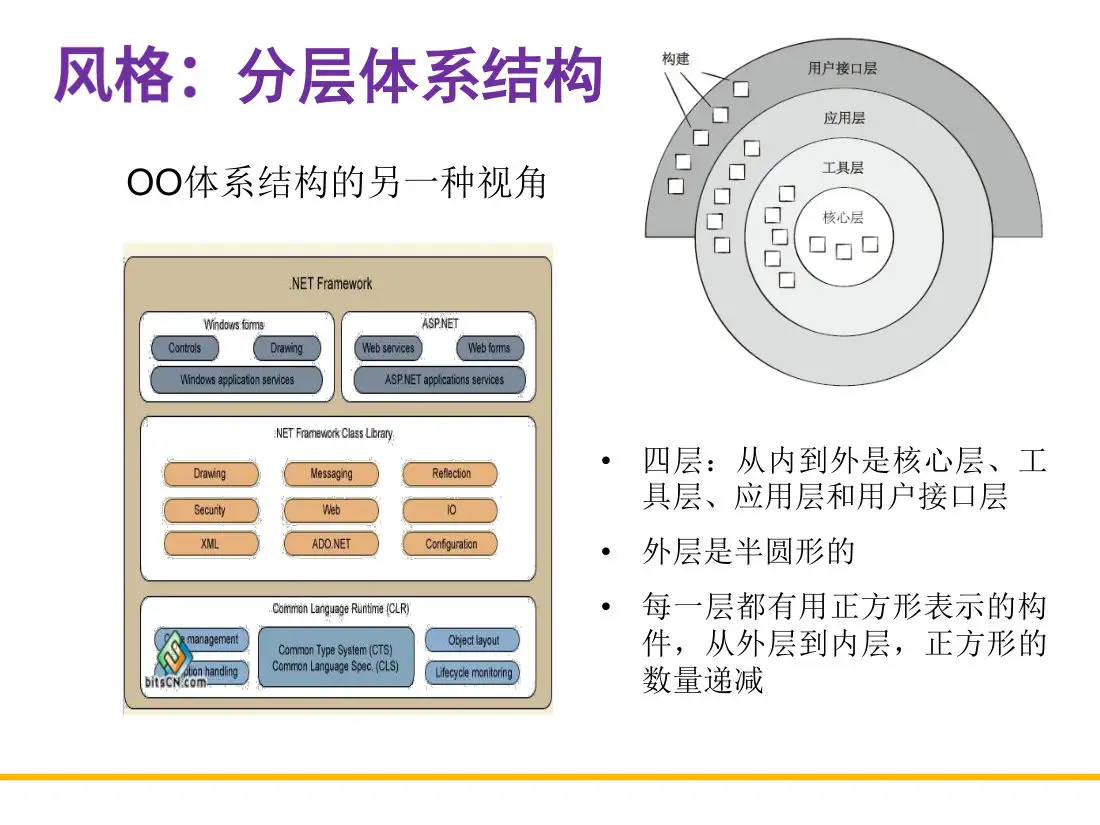 风格：分层体系结构
OO体系结构的另一种视角
构建
用户接口层
应用层
工具层
核心层
.NET Framework
Windows forms
Controls
Drawing
Windows application services
ASP.NET
Web services
Web forms
ASP.NET applications services
.NET Framework Class Library
Drawing
Messaging
Reflection
Security
Web
IO
XML
ADO.NET
Configuration
Common Language Runtime (CLR)
management
Common Type System (CTS)
Common Language Spec. (CLS)
Object layout
handling
Lifecycle monitoring
bitsCN.com
• 四层：从内到外是核心层、工
具层、应用层和用户接口层
• 外层是半圆形的
• 每一层都有用正方形表示的构
件，从外层到内层，正方形的
数量递减